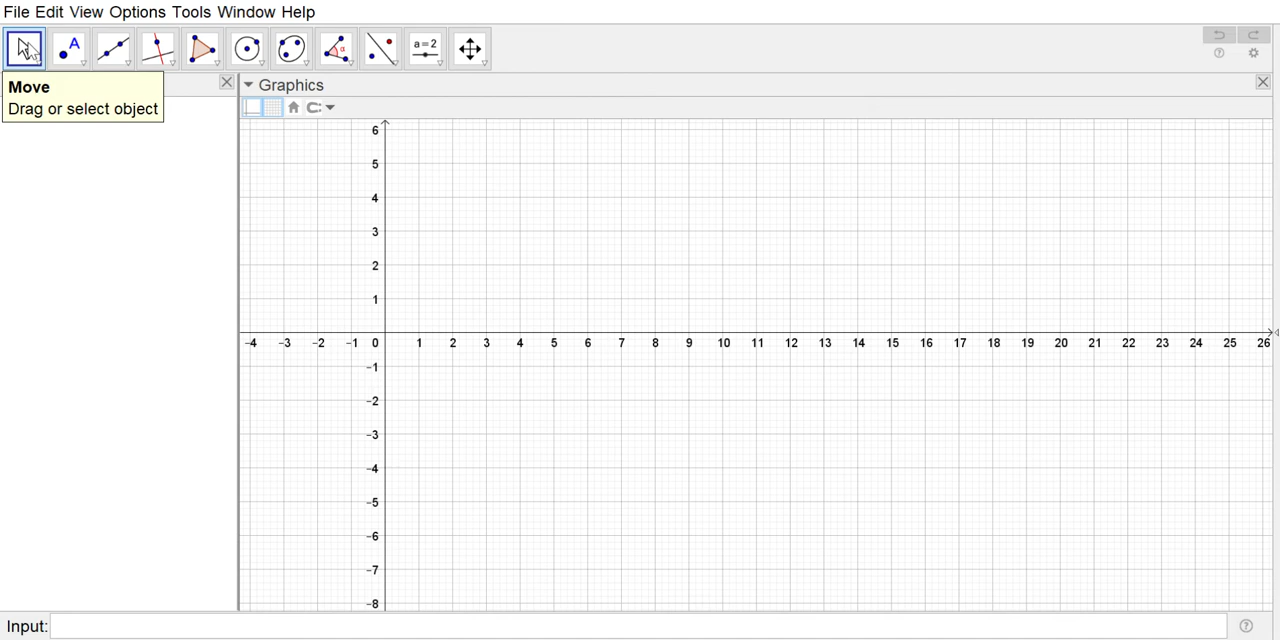 File Edit View Options Tools Window Help
A
α
a=2
Move
Drag or select object
Graphics
6
5
4
3
2
1
-4 -3 -2 -1 0 1 2 3 4 5 6 7 8 9 10 11 12 13 14 15 16 17 18 19 20 21 22 23 24 25 26
-1
-2
-3
-4
-5
-6
-7
-8
Input: